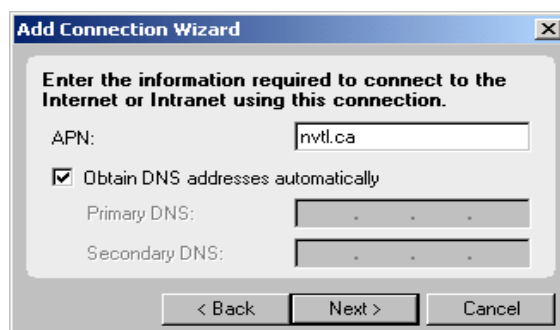 Add Connection Wizard
Enter the information required to connect to the
Internet or Intranet using this connection.
APN: nvtl.ca
Obtain DNS addresses automatically
Primary DNS: . . .
Secondary DNS: . . .
< Back Next > Cancel